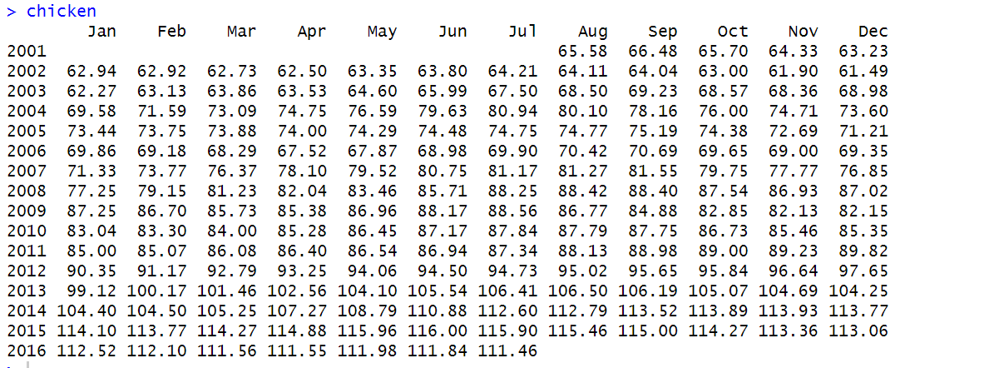 > chicken
Jan Feb Mar Apr May Jun Jul Aug Sep Oct Nov Dec
2001 65.58 66.48 65.70 64.33 63.23
2002 62.94 62.92 62.73 62.50 63.35 63.80 64.21 64.11 64.04 63.00 61.90 61.49
2003 62.27 63.13 63.86 63.53 64.60 65.99 67.50 68.50 69.23 68.57 68.36 68.98
2004 69.58 71.59 73.09 74.75 76.59 79.63 80.94 80.10 78.16 76.00 74.71 73.60
2005 73.44 73.75 73.88 74.00 74.29 74.48 74.75 74.77 75.19 74.38 72.69 71.21
2006 69.86 69.18 68.29 67.52 67.87 68.98 69.90 70.42 70.69 69.65 69.00 69.35
2007 71.33 73.77 76.37 78.10 79.52 80.75 81.17 81.27 81.55 79.75 77.77 76.85
2008 77.25 79.15 81.23 82.04 83.46 85.71 88.25 88.42 88.40 87.54 86.93 87.02
2009 87.25 86.70 85.73 85.38 86.96 88.17 88.56 86.77 84.88 82.85 82.13 82.15
2010 83.04 83.30 84.00 85.28 86.45 87.17 87.84 87.79 87.75 86.73 85.46 85.35
2011 85.00 85.07 86.08 86.40 86.54 86.94 87.34 88.13 88.98 89.00 89.23 89.82
2012 90.35 91.17 92.79 93.25 94.06 94.50 94.73 95.02 95.65 95.84 96.64 97.65
2013 99.12 100.17 101.46 102.56 104.10 105.54 106.41 106.50 106.19 105.07 104.69 104.25
2014 104.40 104.50 105.25 107.27 108.79 110.88 112.60 112.79 113.52 113.89 113.93 113.77
2015 114.10 113.77 114.27 114.88 115.96 116.00 115.90 115.46 115.00 114.27 113.36 113.06
2016 112.52 112.10 111.56 111.55 111.98 111.84 111.46